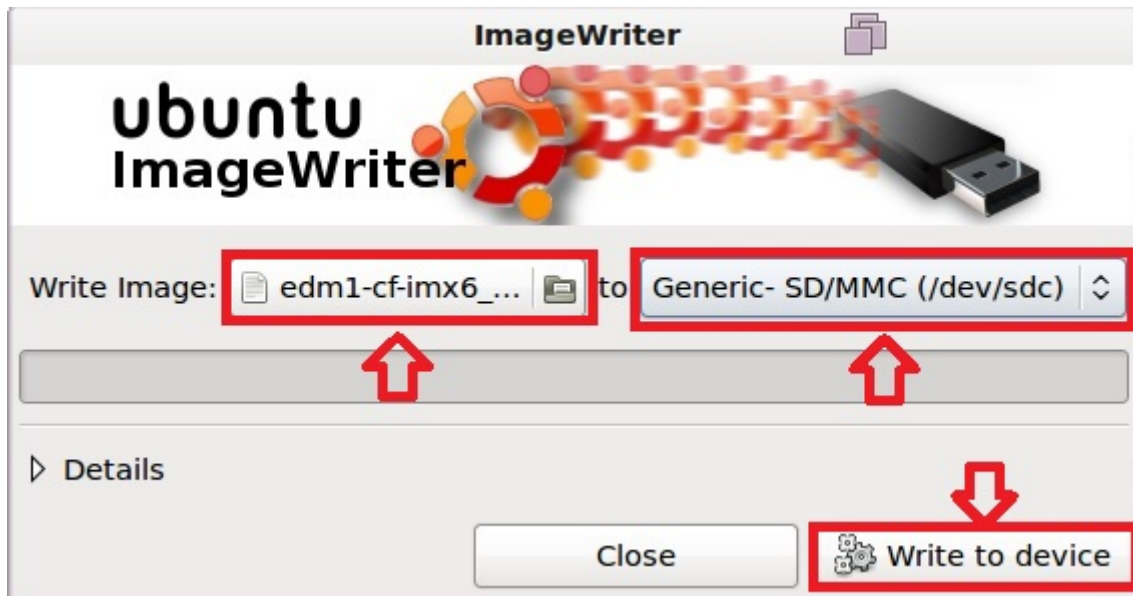 ImageWriter
ubuntu
ImageWriter
Write Image: edm1-cf-imx6_... to Generic- SD/MMC (/dev/sdc)
Details
Close Write to device